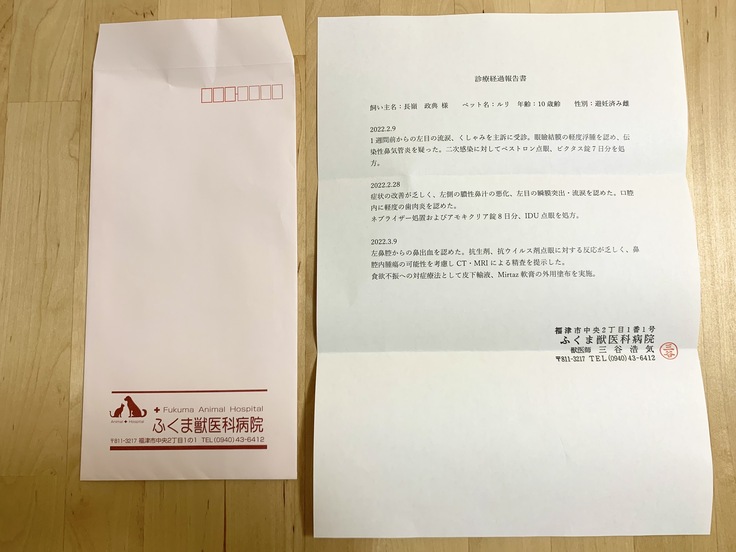 Animal + Hospital
Fukuma Animal Hospital
ふくま獣医科病院
〒811-3217 福津市中央2丁目1の1 TEL(0940)43-6412
診療経過報告書
飼い主名：長嶺 政典 様 ペット名：ルリ 年齢：10歳齢 性別：避妊済み雌
2022.2.9
1週間前からの左目の流涙、くしゃみを主訴に受診。眼瞼結膜の軽度浮腫を認め、伝
染性鼻気管炎を疑った。二次感染に対してベストロン点眼、ビクタス錠7日分を処
方。
2022.2.28
症状の改善が乏しく、左側の膿性鼻汁の悪化、左目の瞬膜突出・流涙を認めた。口腔
内に軽度の歯肉炎を認めた。
ネブライザー処置およびアモキクリア錠8日分、IDU点眼を処方。
2022.3.9
左鼻腔からの鼻出血を認めた。抗生剤、抗ウイルス剤点眼に対する反応が乏しく、鼻
腔内腫瘍の可能性を考慮しCT・MRIによる精査を提示した。
食欲不振への対症療法として皮下輸液、Mirtaz軟膏の外用塗布を実施。
福津市中央2丁目1番1号
ふくま獣医科病院
獣医師 三谷浩気
三谷
〒811-3217 TEL(0940)43-6412